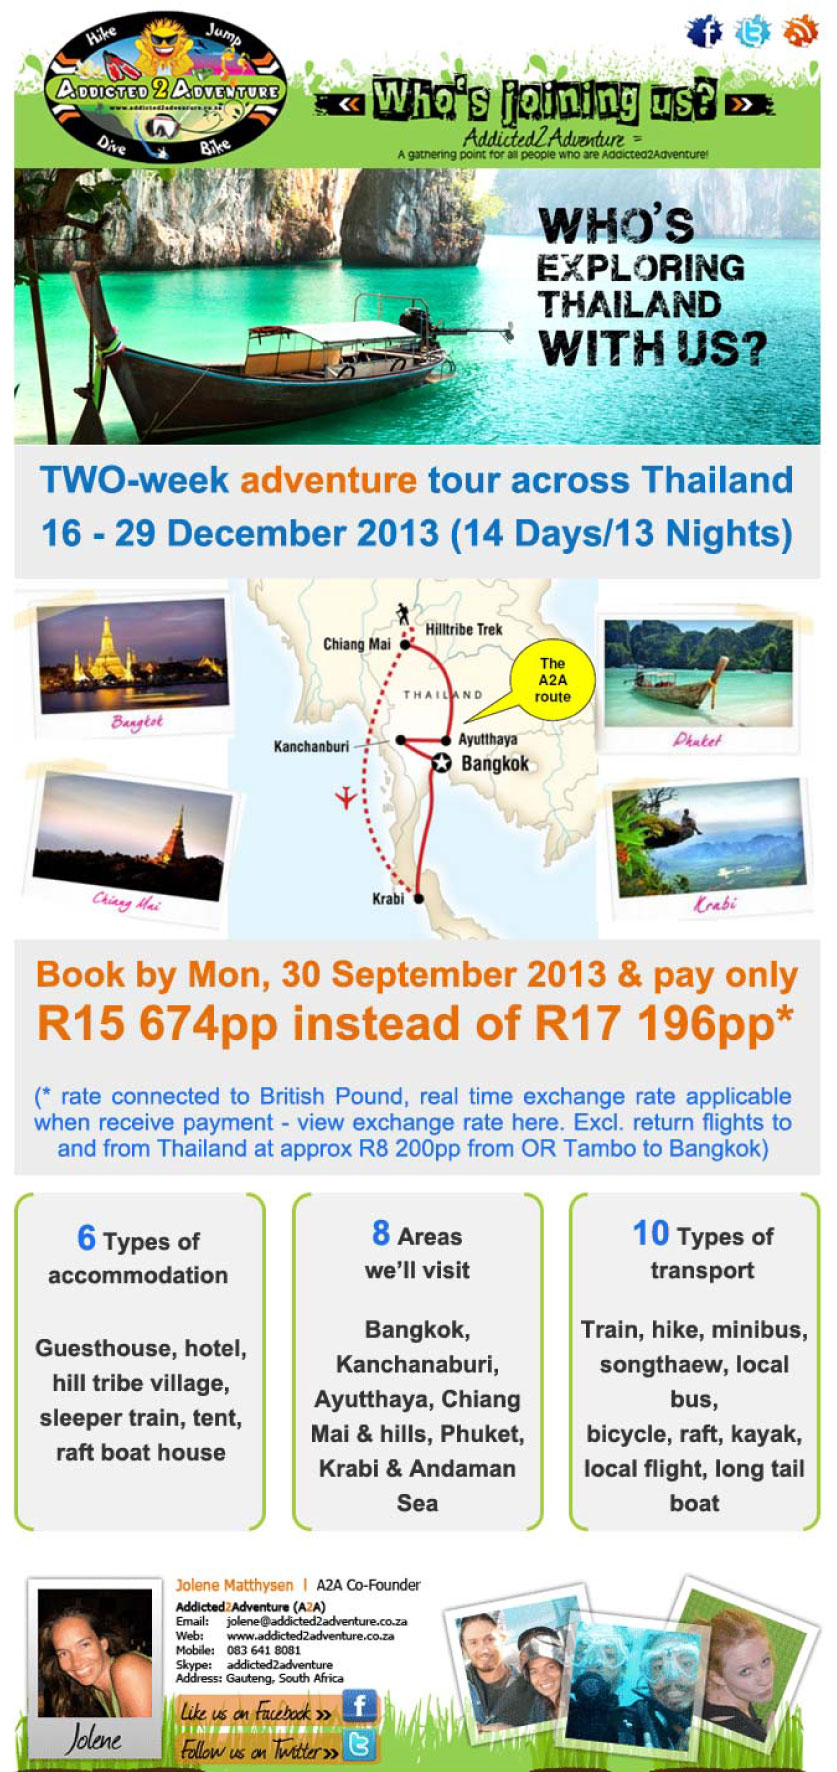 Hike
Jump
ADDICTED 2 ADVENTURE
www.addicted2adventure.co.za
Dive
Bike
« Who's joining us? »
Addicted2Adventure =
A gathering point for all people who are Addicted2Adventure!
WHO'S
EXPLORING
THAILAND
WITH US?
TWO-week adventure tour across Thailand
16 - 29 December 2013 (14 Days/13 Nights)
Bangkok
Chiang Mai
Chiang Mai
Hilltribe Trek
THAILAND
The
A2A
route
Kanchanburi
Ayutthaya
Bangkok
Krabi
Phuket
Krabi
Book by Mon, 30 September 2013 & pay only
R15 674pp instead of R17 196pp*
(* rate connected to British Pound, real time exchange rate applicable
when receive payment - view exchange rate here. Excl. return flights to
and from Thailand at approx R8 200pp from OR Tambo to Bangkok)
6 Types of
accommodation
Guesthouse, hotel,
hill tribe village,
sleeper train, tent,
raft boat house
8 Areas
we'll visit
Bangkok,
Kanchanaburi,
Ayutthaya, Chiang
Mai & hills, Phuket,
Krabi & Andaman
Sea
10 Types of
transport
Train, hike, minibus,
songthaew, local
bus,
bicycle, raft, kayak,
local flight, long tail
boat
Jolene
Jolene Matthysen | A2A Co-Founder
Addicted2Adventure (A2A)
Email: jolene@addicted2adventure.co.za
Web: www.addicted2adventure.co.za
Mobile: 083 641 8081
Skype: addicted2adventure
Address: Gauteng, South Africa
Like us on Facebook »
Follow us on Twitter »